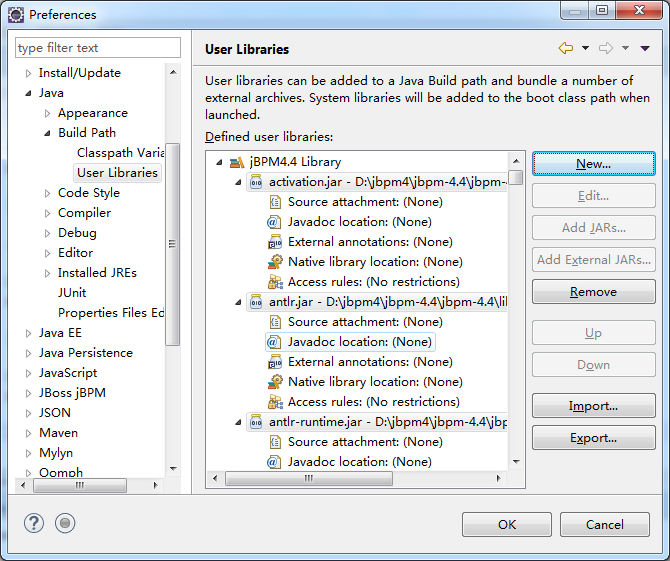 Preferences
type filter text
Install/Update
Java
Appearance
Build Path
Classpath Varia
User Libraries
Code Style
Compiler
Debug
Editor
Installed JREs
JUnit
Properties Files Ed
Java EE
Java Persistence
JavaScript
JBoss jBPM
JSON
Maven
Mylyn
Oomph
User Libraries
User libraries can be added to a Java Build path and bundle a number of
external archives. System libraries will be added to the boot class path when
launched.
Defined user libraries:
jBPM4.4 Library
activation.jar - D:\jbpm4\jbpm-4.4\jbpm-4
Source attachment: (None)
Javadoc location: (None)
External annotations: (None)
Native library location: (None)
Access rules: (No restrictions)
antlr.jar - D:\jbpm4\jbpm-4.4\jbpm-4.4\lib
Source attachment: (None)
Javadoc location: (None)
External annotations: (None)
Native library location: (None)
Access rules: (No restrictions)
antlr-runtime.jar - D:\jbpm4\jbpm-4.4\jbp
Source attachment: (None)
Javadoc location: (None)
New...
Edit...
Add JARs...
Add External JARs...
Remove
Up
Down
Import...
Export...
OK
Cancel